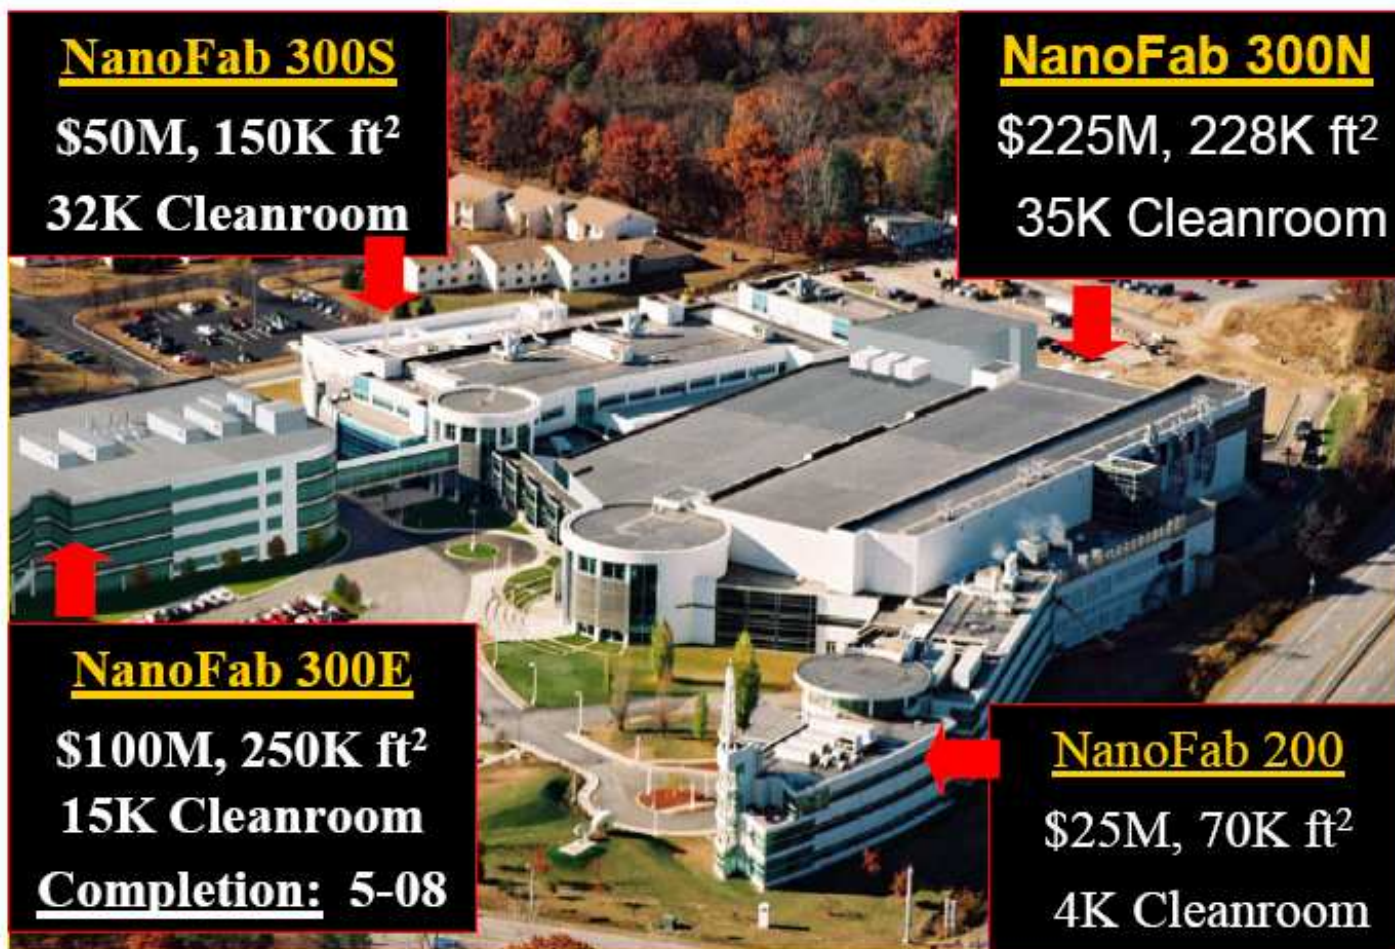 NanoFab 300S
$50M, 150K ft²
32K Cleanroom
NanoFab 300N
$225M, 228K ft²
35K Cleanroom
NanoFab 300E
$100M, 250K ft²
15K Cleanroom
Completion: 5-08
NanoFab 200
$25M, 70K ft²
4K Cleanroom